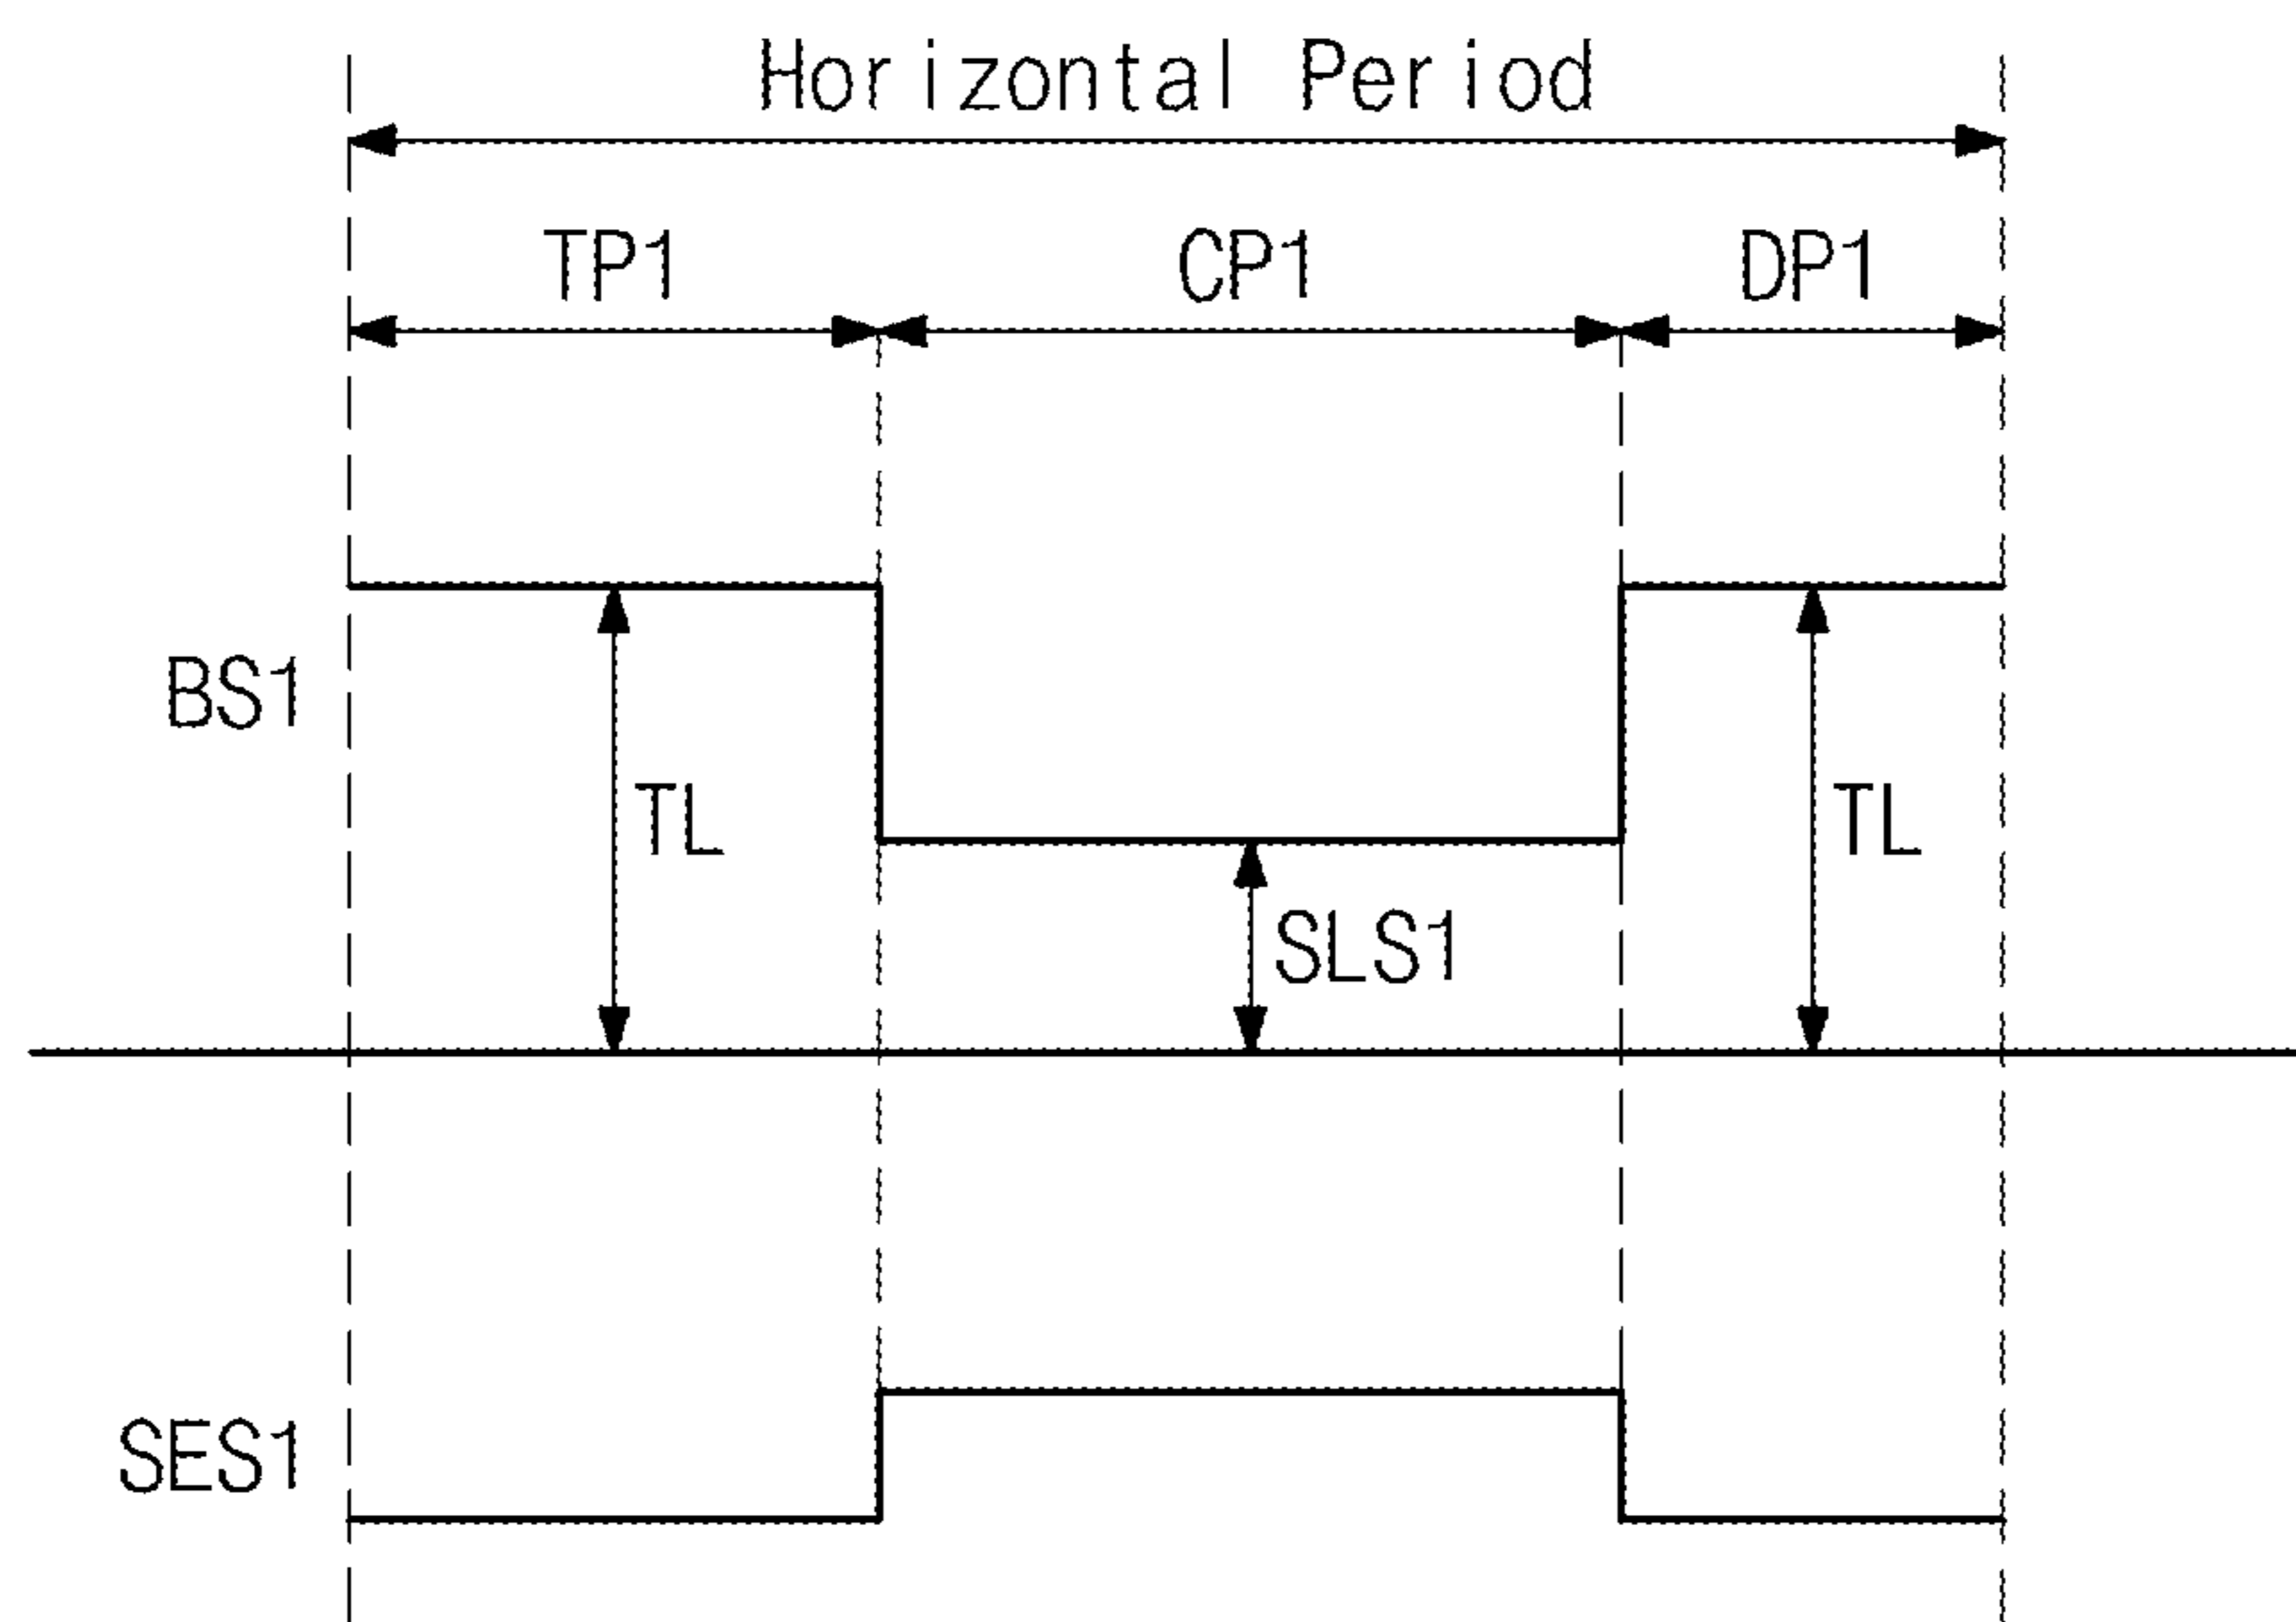 Horizontal Period
TP1 CP1 DP1
BS1
TL TL
SLS1
SES1